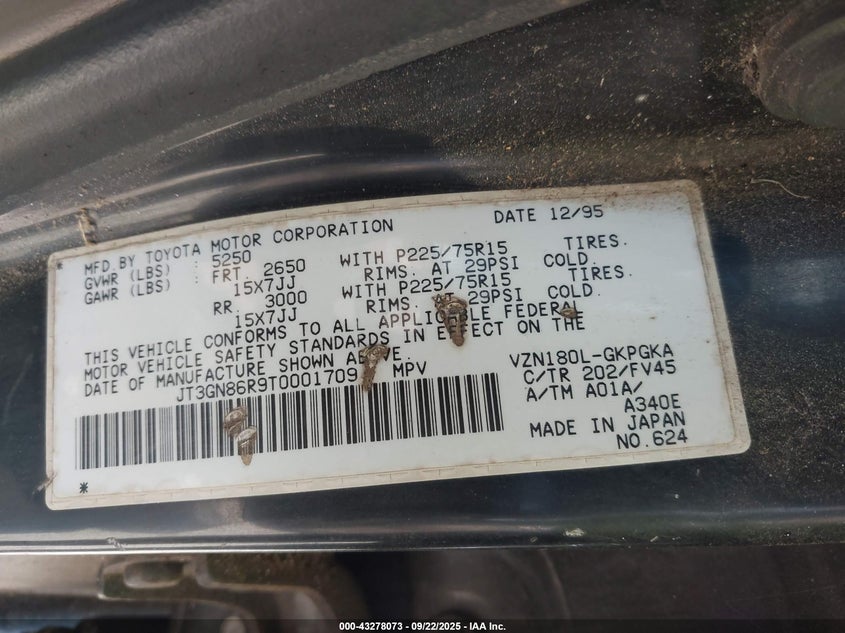 * MFD BY TOYOTA MOTOR CORPORATION DATE 12/95
GVWR (LBS) : 5250
GAWR (LBS) FRT. 2650 WITH P225/75R15 TIRES.
15X7JJ RIMS. AT 29PSI COLD.
RR. 3000 WITH P225/75R15 TIRES.
15X7JJ RIMS. AT 29PSI COLD.
THIS VEHICLE CONFORMS TO ALL APPLICABLE FEDERAL
MOTOR VEHICLE SAFETY STANDARDS IN EFFECT ON THE
DATE OF MANUFACTURE SHOWN ABOVE.
JT3GN86R9T0001709 MPV
VZN180L-GKPGKA
C/TR 202/FV45
A/TM A01A/
A340E
MADE IN JAPAN
NO.624
*
000-43278073 - 09/22/2025 - IAA Inc.